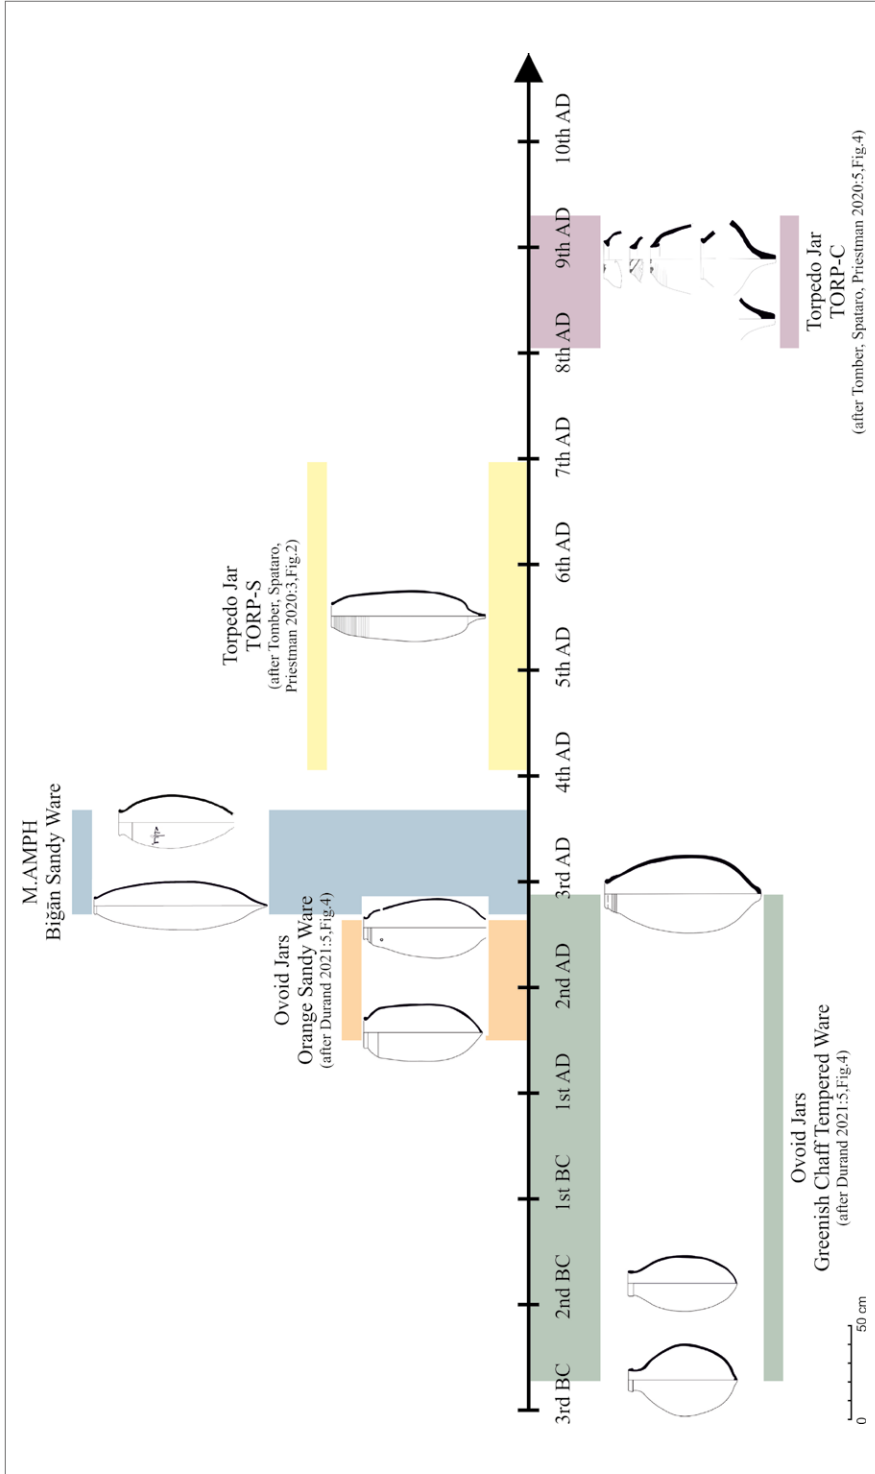 M.AMPH
Biğān Sandy Ware
Ovoid Jars
Orange Sandy Ware
(after Durand 2021:5,Fig.4)
Torpedo Jar
TORP-S
(after Tomber, Spataro,
Priestman 2020:3,Fig.2)
3rd BC
2nd BC
1st BC
1st AD
2nd AD
3rd AD
4th AD
5th AD
6th AD
7th AD
8th AD
9th AD
10th AD
Ovoid Jars
Greenish Chaff Tempered Ware
(after Durand 2021:5,Fig.4)
Torpedo Jar
TORP-C
(after Tomber, Spataro, Priestman 2020:5,Fig.4)
0
50 cm